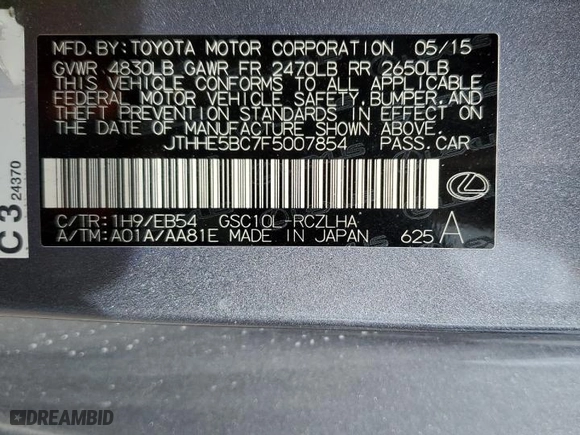 MFD. BY: TOYOTA MOTOR CORPORATION 05/15
GVWR 4830LB GAWR FR 2470LB RR 2650LB
THIS VEHICLE CONFORMS TO ALL APPLICABLE
FEDERAL MOTOR VEHICLE SAFETY, BUMPER, AND
THEFT PREVENTION STANDARDS IN EFFECT ON
THE DATE OF MANUFACTURE SHOWN ABOVE.
JTHHE5BC7F5007854 PASS. CAR
C/TR: 1H9/EB54 GSC10L-RCZLHA
A/TM: A01A/AA81E MADE IN JAPAN 625 A
C3 24370
DREAMBID